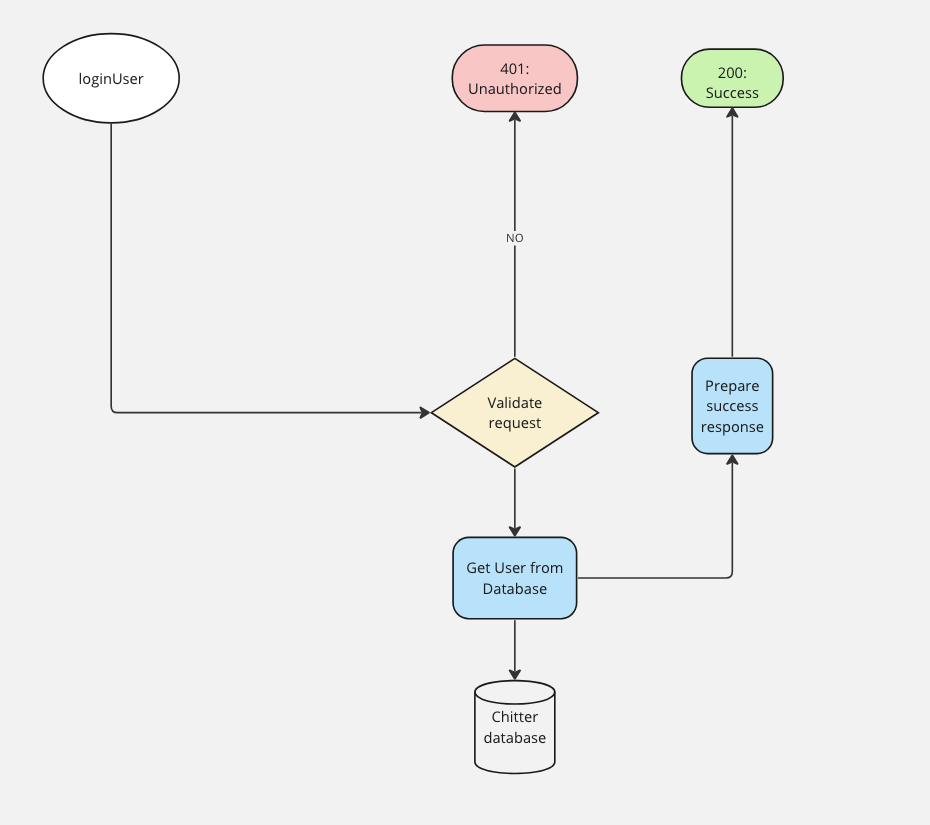 loginUser
401:
Unauthorized
200:
Success
NO
Validate
request
Prepare
success
response
Get User from
Database
Chitter
database